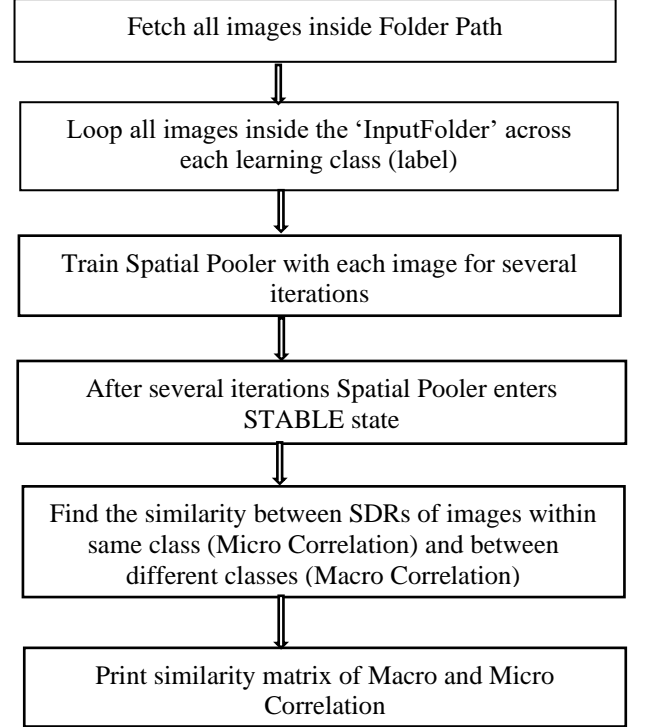 Fetch all images inside Folder Path
Loop all images inside the ‘InputFolder’ across
each learning class (label)
Train Spatial Pooler with each image for several
iterations
After several iterations Spatial Pooler enters
STABLE state
Find the similarity between SDRs of images within
same class (Micro Correlation) and between
different classes (Macro Correlation)
Print similarity matrix of Macro and Micro
Correlation